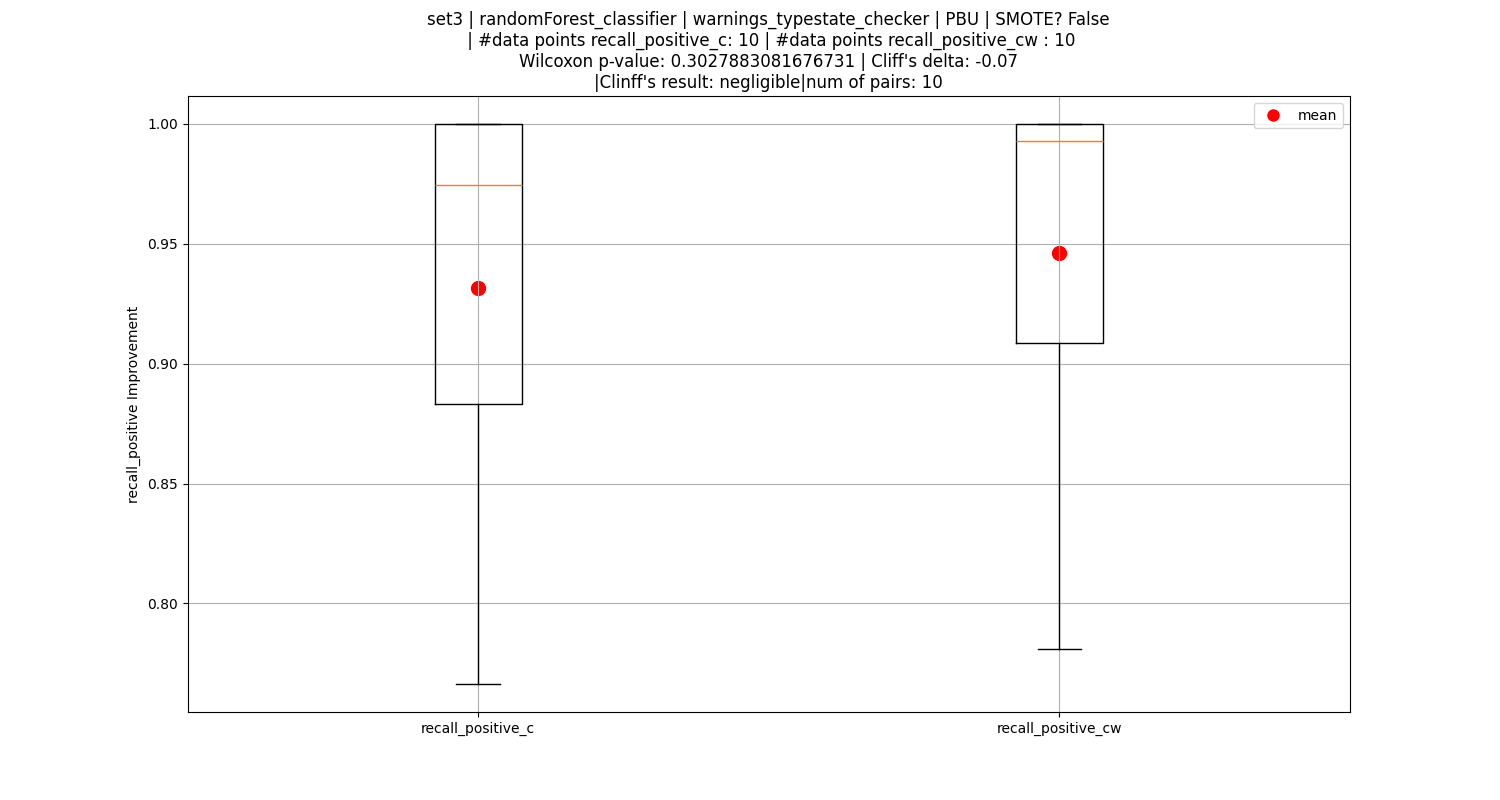 set3 | randomForest_classifier | warnings_typestate_checker | PBU | SMOTE? False
| #data points recall_positive_c: 10 | #data points recall_positive_cw : 10
Wilcoxon p-value: 0.3027883081676731 | Cliff's delta: -0.07
|Clinff's result: negligible|num of pairs: 10
mean
recall_positive Improvement
1.00
0.95
0.90
0.85
0.80
recall_positive_c
recall_positive_cw